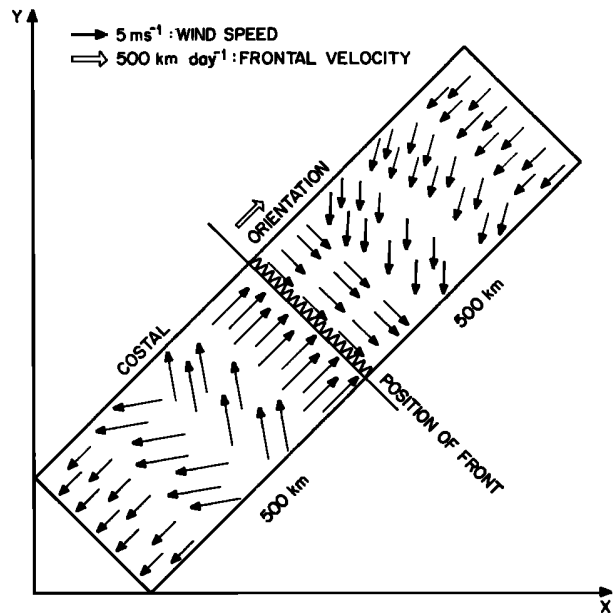 Y
5 ms⁻¹ : WIND SPEED
500 km day⁻¹ : FRONTAL VELOCITY
ORIENTATION
COSTAL
500 km
POSITION OF FRONT
500 km
X